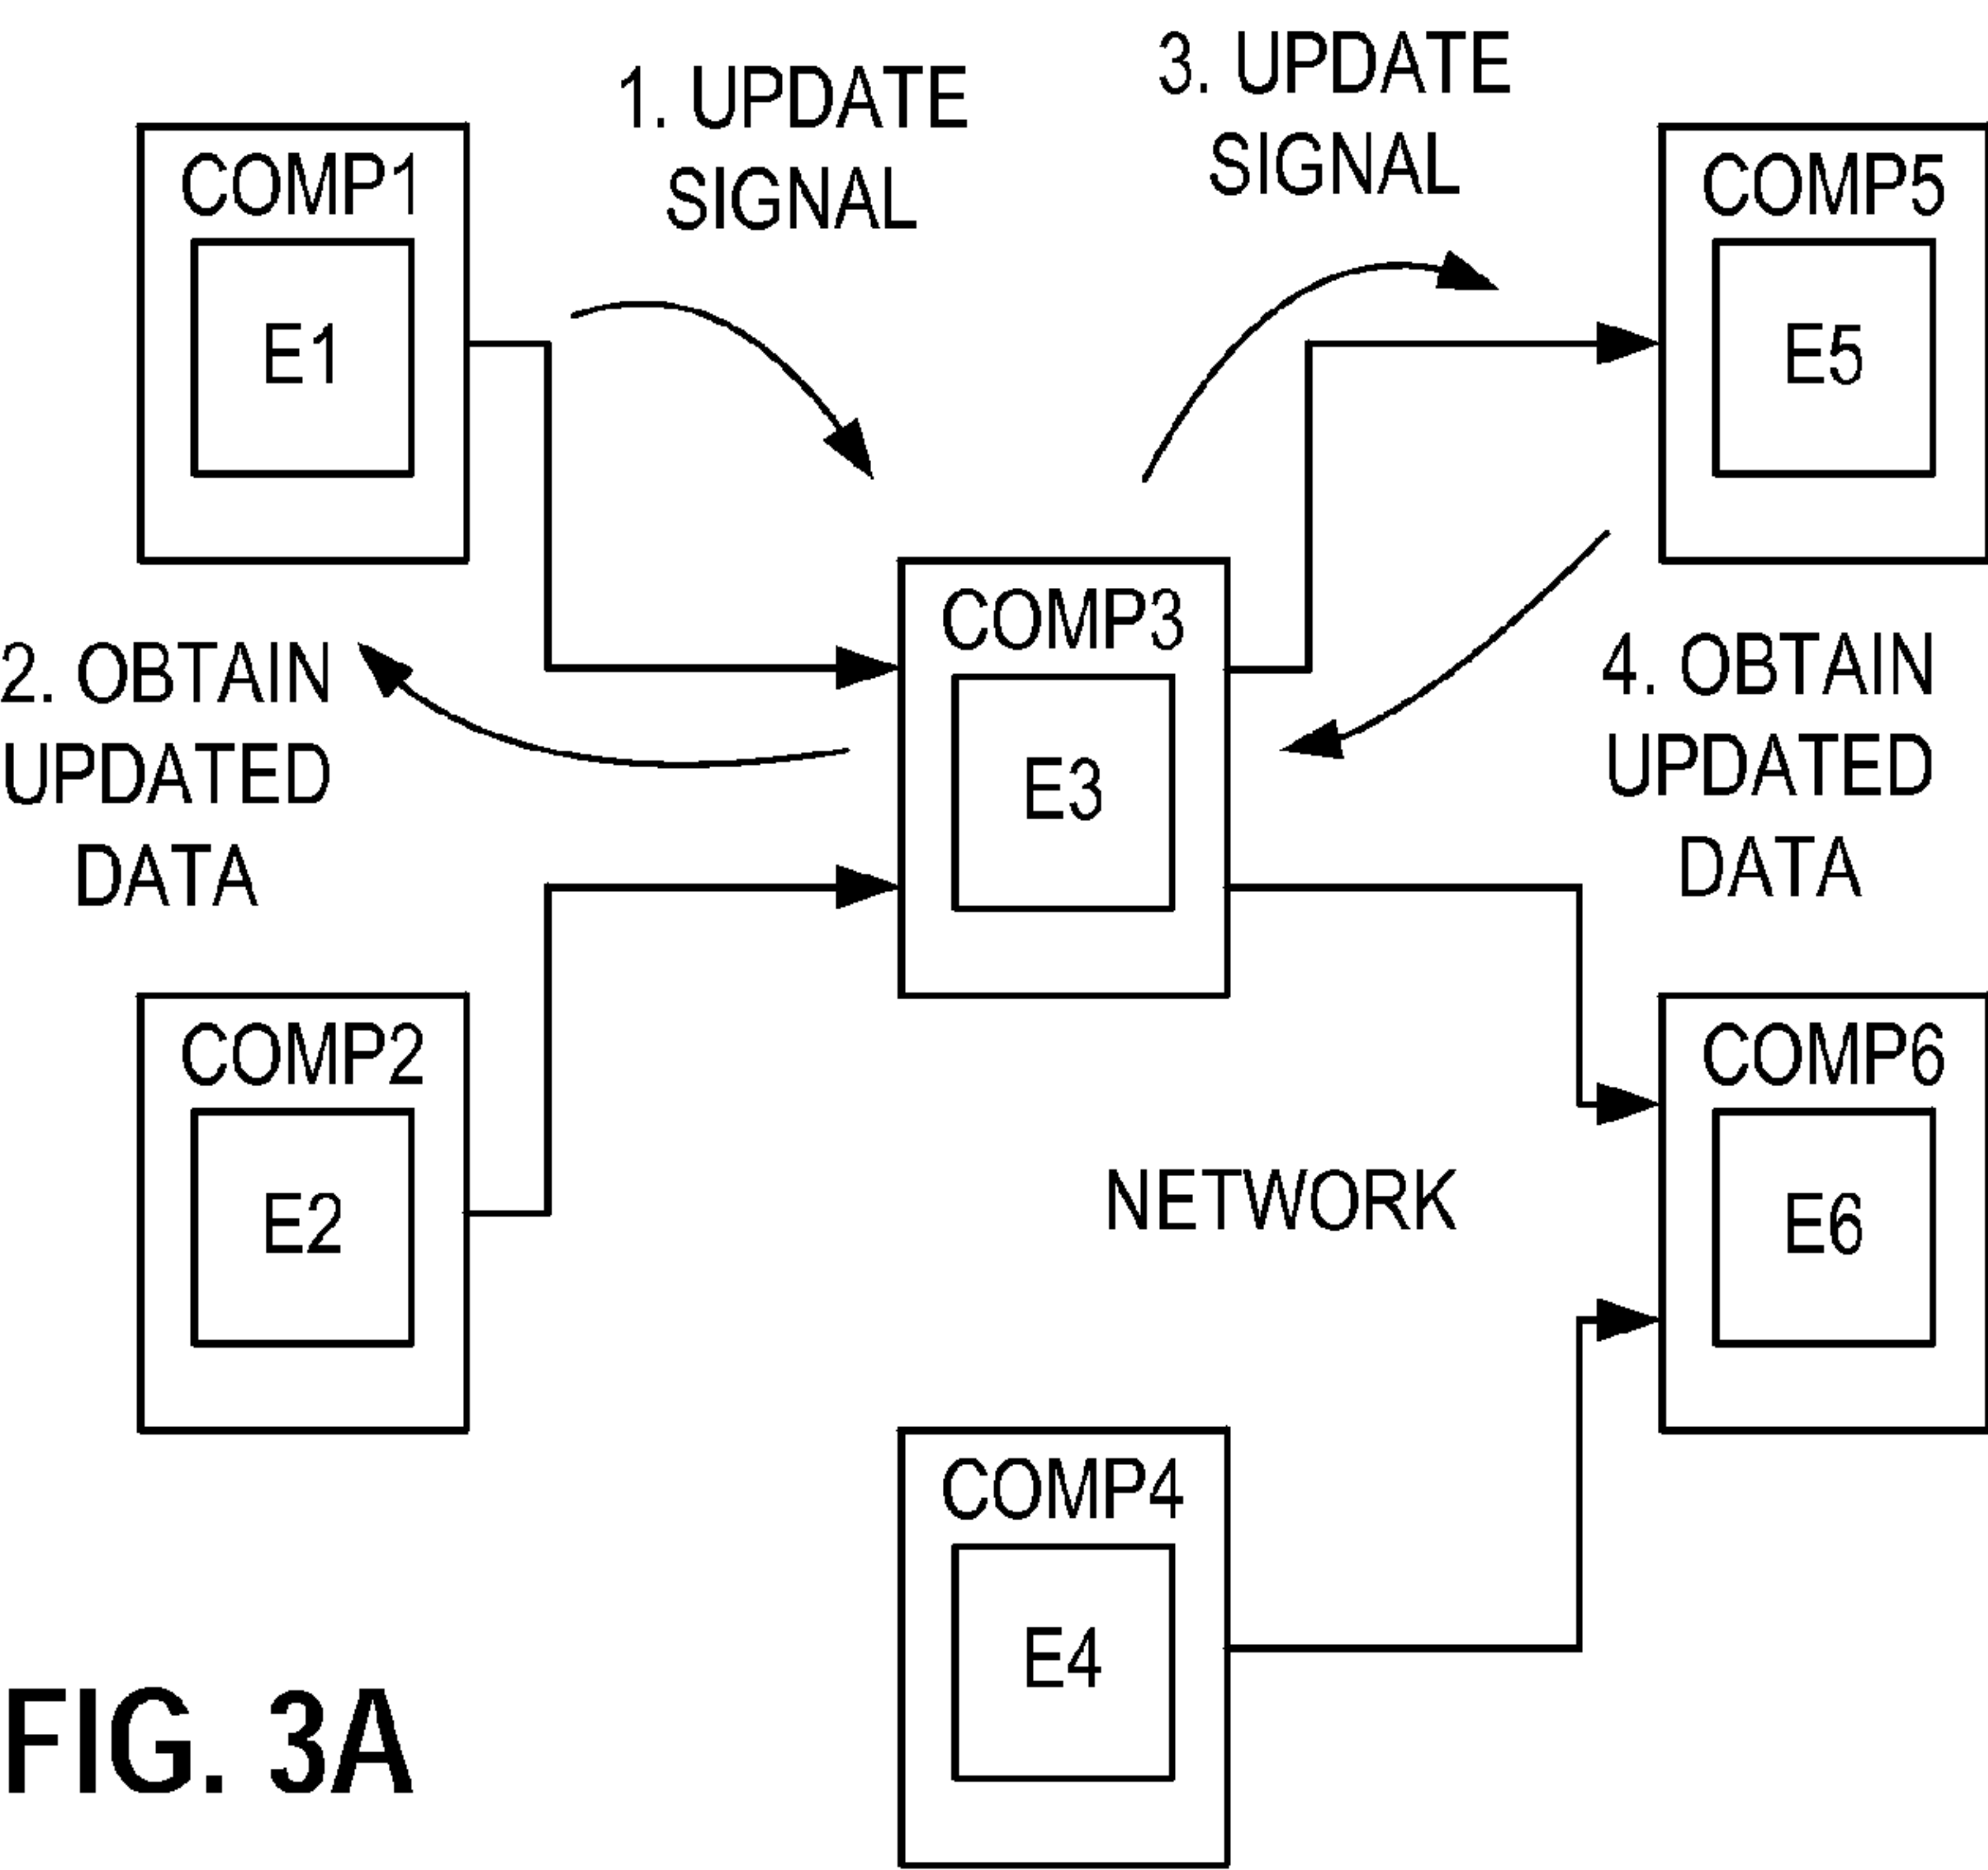 1. UPDATE
SIGNAL
3. UPDATE
SIGNAL
COMP1
E1
COMP5
E5
2. OBTAIN
UPDATED
DATA
COMP3
E3
4. OBTAIN
UPDATED
DATA
COMP2
E2
NETWORK
COMP6
E6
COMP4
E4
FIG. 3A